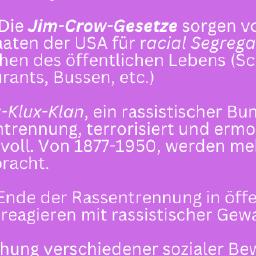 Die Jim-Crow-Gesetze sorgen vo
aaten der USA für racial Segrega
hen des öffentlichen Lebens (Sc
urants, Bussen, etc.)
-Klux-Klan, ein rassistischer Bun
ntrennung, terrorisiert und ermo
voll. Von 1877-1950, werden me
bracht.
Ende der Rassentrennung in öffe
reagieren mit rassistischer Gewa
hung verschiedener sozialer Bew